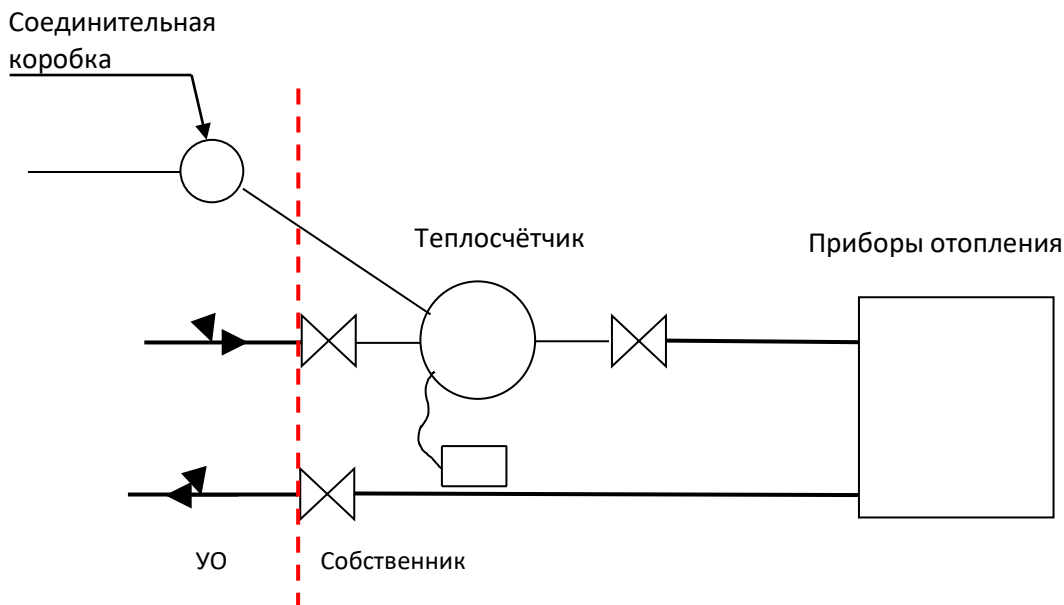 Соединительная
коробка
Теплосчётчик
Приборы отопления
УО
Собственник